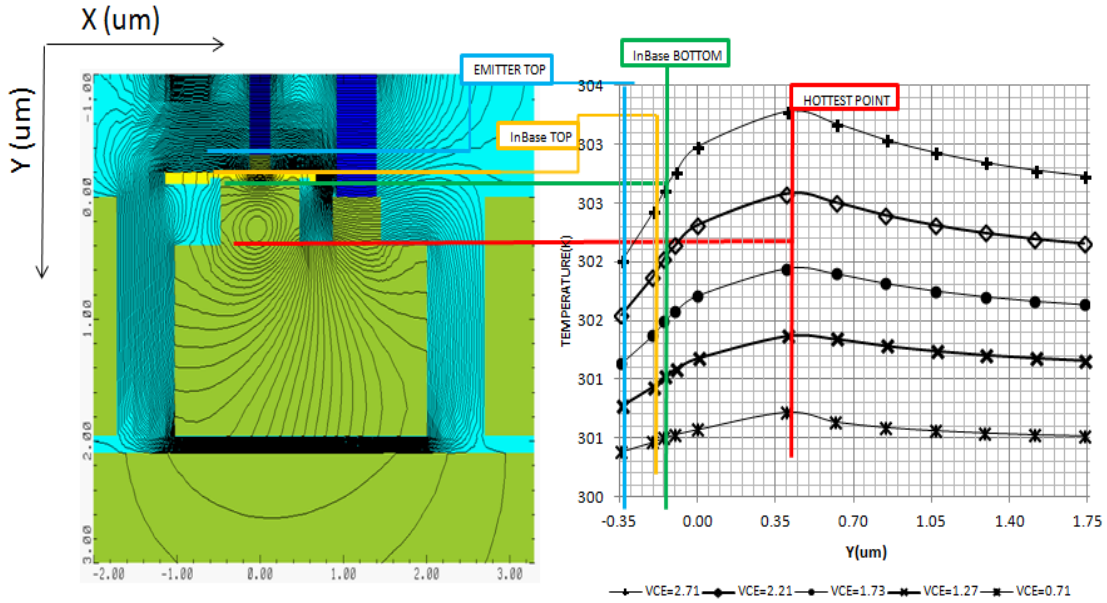 X (um)
Y (um)
EMITTER TOP
InBase BOTTOM
InBase TOP
HOTTEST POINT
-1.00
0.00
1.00
2.00
3.00
-2.00 -1.00 0.00 1.00 2.00 3.00
TEMPERATURE(K)
304
303
303
302
302
301
301
300
-0.35 0.00 0.35 0.70 1.05 1.40 1.75
Y(um)
VCE=2.71 VCE=2.21 VCE=1.73 VCE=1.27 VCE=0.71